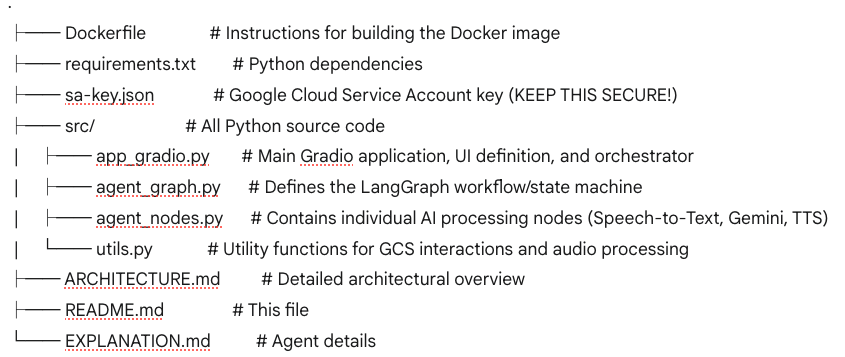 .
├── Dockerfile # Instructions for building the Docker image
├── requirements.txt # Python dependencies
├── sa-key.json # Google Cloud Service Account key (KEEP THIS SECURE!)
├── src/ # All Python source code
│ ├── app_gradio.py # Main Gradio application, UI definition, and orchestrator
│ ├── agent_graph.py # Defines the LangGraph workflow/state machine
│ ├── agent_nodes.py # Contains individual AI processing nodes (Speech-to-Text, Gemini, TTS)
│ └── utils.py # Utility functions for GCS interactions and audio processing
├── ARCHITECTURE.md # Detailed architectural overview
├── README.md # This file
└── EXPLANATION.md # Agent details